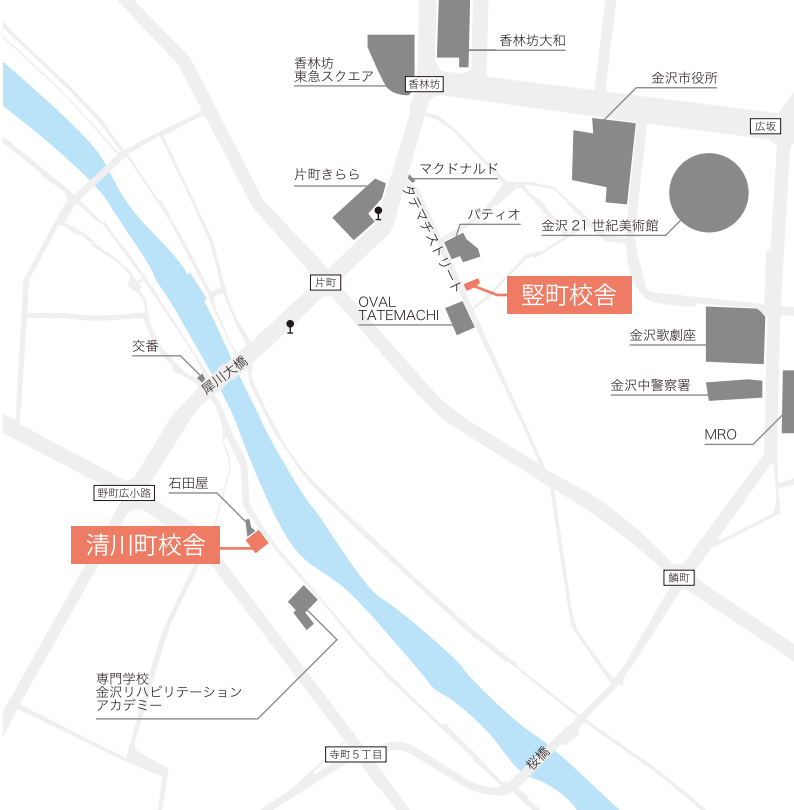 香林坊大和
香林坊
東急スクエア
香林坊
金沢市役所
広坂
マクドナルド
片町きらら
タテマチストリート
パティオ
金沢21世紀美術館
片町
竪町校舎
OVAL
TATEMACHI
金沢歌劇座
交番
犀川大橋
金沢中警察署
MRO
石田屋
野町広小路
清川町校舎
鱗町
専門学校
金沢リハビリテーション
アカデミー
寺町5丁目
桜橋